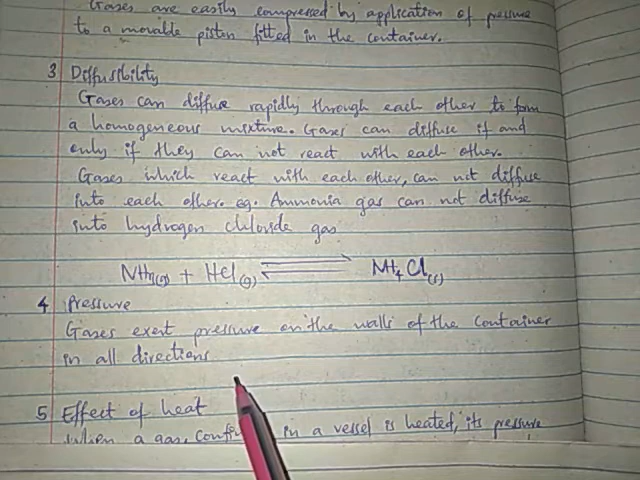 Gases are easily compressed by application of pressure
to a movable piston fitted in the container.
3 Diffusibility
Gases can diffuse rapidly through each other to form
a homogeneous mixture. Gases can diffuse if and
only if they can not react with each other.
Gases which react with each other, can not diffuse
into each other. eg. Ammonia gas can not diffuse
into hydrogen chloride gas
NH3(g) + HCl(g) ⇌ NH4Cl(s)
4 Pressure
Gases exert pressure on the walls of the container
in all directions
5 Effect of heat
When a gas, in a vessel is heated, its pressure